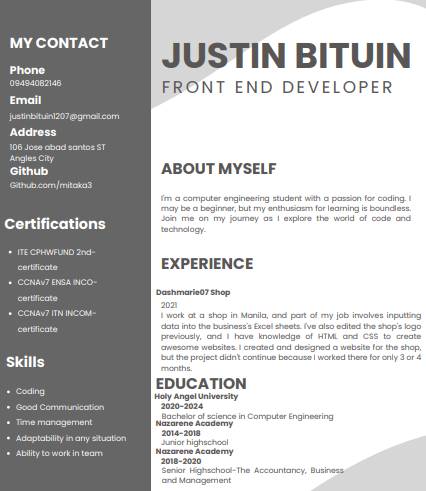 MY CONTACT
Phone
09494082146
Email
justinbituin1207@gmail.com
Address
106 Jose abad santos ST
Angles City
Github
Github.com/mitaka3
Certifications
• ITE CPHWFUND 2nd-
certificate
• CCNAv7 ENSA INCO-
certificate
• CCNAv7 ITN INCOM-
certificate
Skills
• Coding
• Good Communication
• Time management
• Adaptability in any situation
• Ability to work in team
JUSTIN BITUIN
FRONT END DEVELOPER
ABOUT MYSELF
I'm a computer engineering student with a passion for coding. I
may be a beginner, but my enthusiasm for learning is boundless.
Join me on my journey as I explore the world of code and
technology.
EXPERIENCE
Dashmarie07 Shop
2021
I work at a shop in Manila, and part of my job involves inputting
data into the business's Excel sheets. I've also edited the shop's logo
previously, and I have knowledge of HTML and CSS to create
awesome websites. I created and designed a website for the shop,
but the project didn't continue because I worked there for only 3 or 4
months.
EDUCATION
Holy Angel University
2020-2024
Bachelor of science in Computer Engineering
Nazarene Academy
2014-2018
Junior highschool
Nazarene Academy
2018-2020
Senior Highschool-The Accountancy, Business
and Management